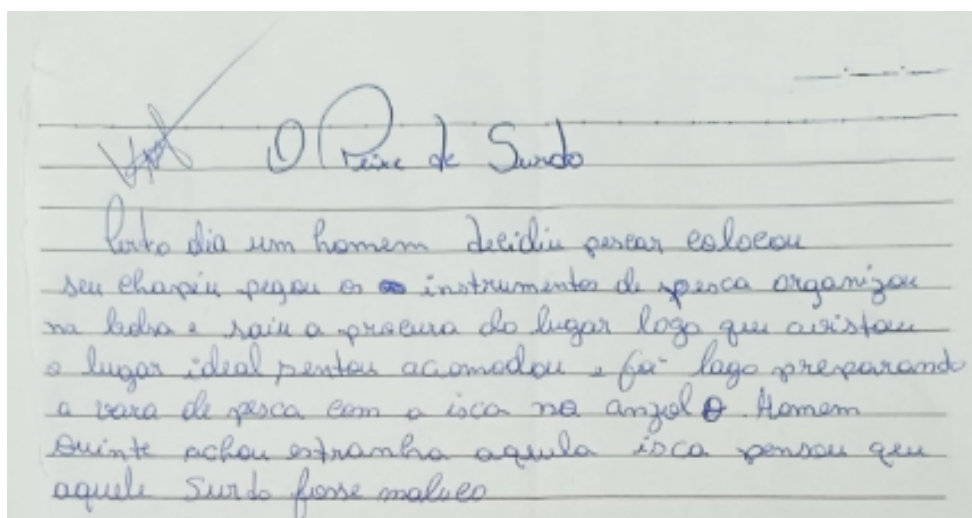 O Peixe de Surdo
Certo dia um homem decidiu pescar colocou
seu chapéu pegou os instrumentos de pesca organizou
na bolsa e saiu a procura do lugar logo que avistou
o lugar ideal sentou acomodou e foi logo preparando
a vara de pesca com a isca no anzol O Homem
ouinte achou estranha aquela isca pensou que
aquele Surdo fosse maluco